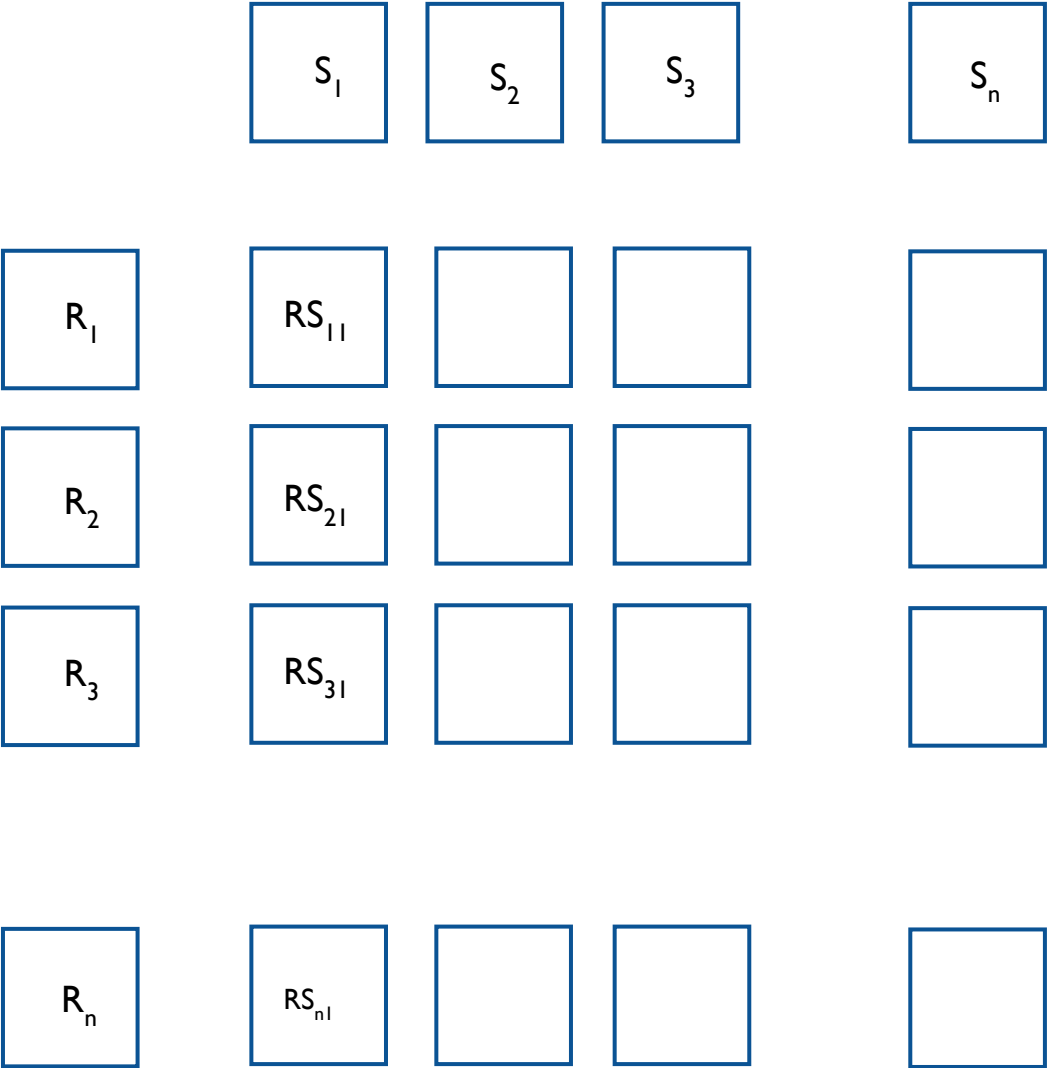 S₁ S₂ S₃ Sₙ
R₁ RS₁₁
R₂ RS₂₁
R₃ RS₃₁
Rₙ RSₙ₁